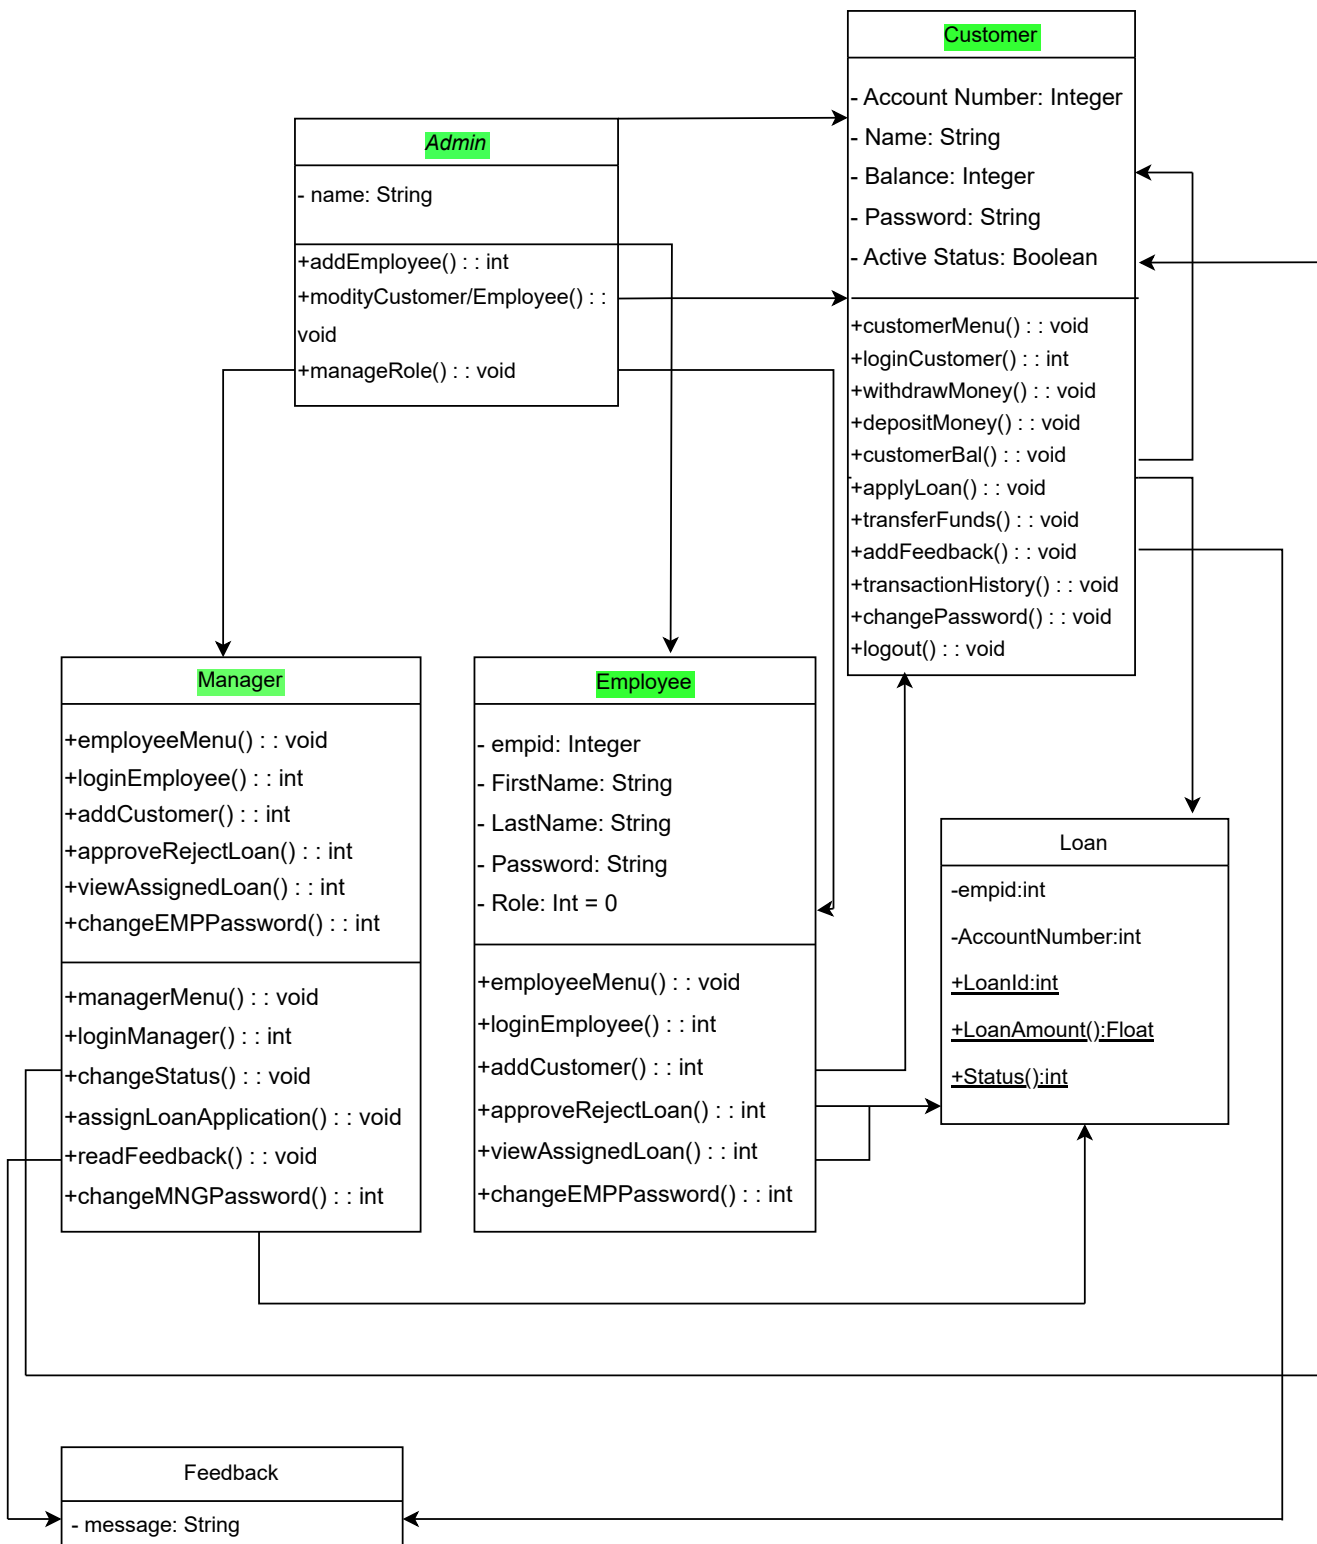 Customer
- Account Number: Integer
- Name: String
- Balance: Integer
- Password: String
- Active Status: Boolean
+customerMenu() : : void
+loginCustomer() : : int
+withdrawMoney() : : void
+depositMoney() : : void
+customerBal() : : void
+applyLoan() : : void
+transferFunds() : : void
+addFeedback() : : void
+transactionHistory() : : void
+changePassword() : : void
+logout() : : void
Admin
- name: String
+addEmployee() : : int
+modityCustomer/Employee() : :
void
+manageRole() : : void
Manager
+employeeMenu() : : void
+loginEmployee() : : int
+addCustomer() : : int
+approveRejectLoan() : : int
+viewAssignedLoan() : : int
+changeEMPPassword() : : int
+managerMenu() : : void
+loginManager() : : int
+changeStatus() : : void
+assignLoanApplication() : : void
+readFeedback() : : void
+changeMNGPassword() : : int
Employee
- empid: Integer
- FirstName: String
- LastName: String
- Password: String
- Role: Int = 0
+employeeMenu() : : void
+loginEmployee() : : int
+addCustomer() : : int
+approveRejectLoan() : : int
+viewAssignedLoan() : : int
+changeEMPPassword() : : int
Loan
-empid:int
-AccountNumber:int
+LoanId:int
+LoanAmount():Float
+Status():int
Feedback
- message: String